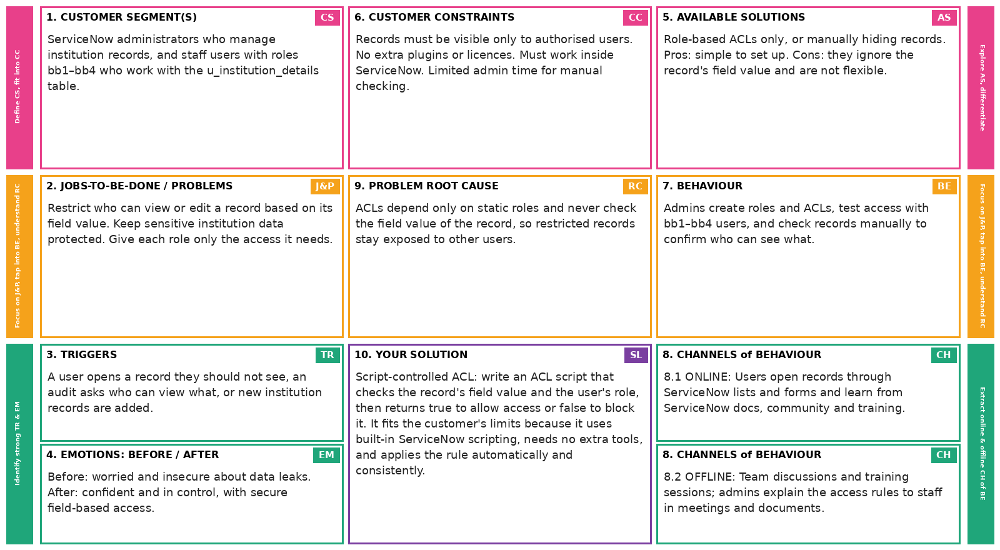 Define CS, fit into CC
1. CUSTOMER SEGMENT(S)
CS
ServiceNow administrators who manage
institution records, and staff users with roles
bb1–bb4 who work with the u_institution_details
table.
6. CUSTOMER CONSTRAINTS
CC
Records must be visible only to authorised users.
No extra plugins or licences. Must work inside
ServiceNow. Limited admin time for manual
checking.
5. AVAILABLE SOLUTIONS
AS
Role-based ACLs only, or manually hiding records.
Pros: simple to set up. Cons: they ignore the
record's field value and are not flexible.
Explore AS, differentiate
Focus on J&P, tap into BE, understand RC
2. JOBS-TO-BE-DONE / PROBLEMS
J&P
Restrict who can view or edit a record based on its
field value. Keep sensitive institution data
protected. Give each role only the access it needs.
9. PROBLEM ROOT CAUSE
RC
ACLs depend only on static roles and never check
the field value of the record, so restricted records
stay exposed to other users.
7. BEHAVIOUR
BE
Admins create roles and ACLs, test access with
bb1–bb4 users, and check records manually to
confirm who can see what.
Focus on J&P, tap into BE, understand RC
Identify strong TR & EM
3. TRIGGERS
TR
A user opens a record they should not see, an
audit asks who can view what, or new institution
records are added.
4. EMOTIONS: BEFORE / AFTER
EM
Before: worried and insecure about data leaks.
After: confident and in control, with secure
field-based access.
10. YOUR SOLUTION
SL
Script-controlled ACL: write an ACL script that
checks the record's field value and the user's role,
then returns true to allow access or false to block
it. It fits the customer's limits because it uses
built-in ServiceNow scripting, needs no extra tools,
and applies the rule automatically and
consistently.
8. CHANNELS of BEHAVIOUR
CH
8.1 ONLINE: Users open records through
ServiceNow lists and forms and learn from
ServiceNow docs, community and training.
8. CHANNELS of BEHAVIOUR
CH
8.2 OFFLINE: Team discussions and training
sessions; admins explain the access rules to staff
in meetings and documents.
Extract online & offline CH of BE